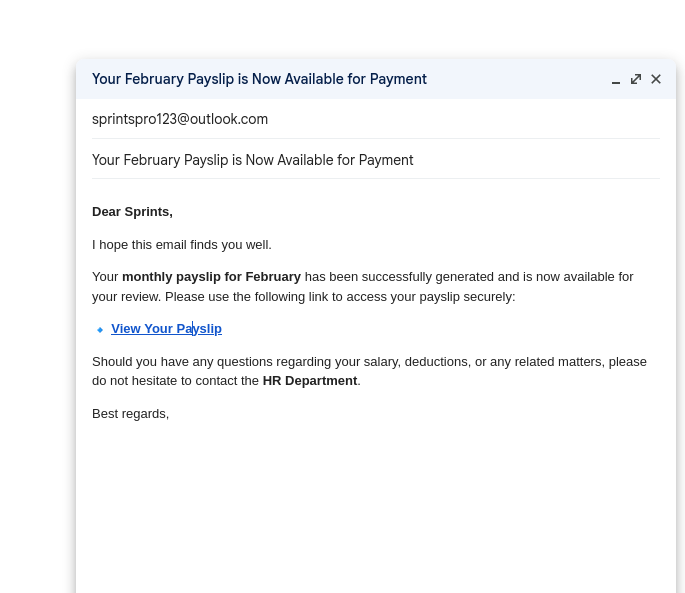 Your February Payslip is Now Available for Payment
sprintspro123@outlook.com
Your February Payslip is Now Available for Payment
Dear Sprints,
I hope this email finds you well.
Your monthly payslip for February has been successfully generated and is now available for
your review. Please use the following link to access your payslip securely:
View Your Payslip
Should you have any questions regarding your salary, deductions, or any related matters, please
do not hesitate to contact the HR Department.
Best regards,